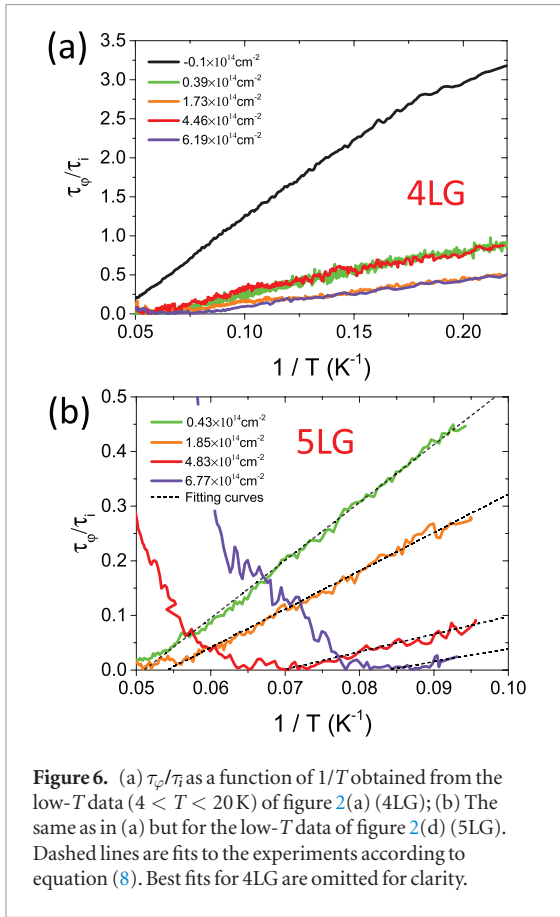 (a)
3.5
3.0
2.5
2.0
1.5
1.0
0.5
0.0
τφ/τi
-0.1×10¹⁴cm⁻²
0.39×10¹⁴cm⁻²
1.73×10¹⁴cm⁻²
4.46×10¹⁴cm⁻²
6.19×10¹⁴cm⁻²
4LG
0.05 0.10 0.15 0.20
1 / T (K⁻¹)
(b)
0.5
0.4
0.3
0.2
0.1
0.0
τφ/τi
0.43×10¹⁴cm⁻²
1.85×10¹⁴cm⁻²
4.83×10¹⁴cm⁻²
6.77×10¹⁴cm⁻²
Fitting curves
5LG
0.05 0.06 0.07 0.08 0.09 0.10
1 / T (K⁻¹)
Figure 6. (a) τφ/τi as a function of 1/T obtained from the
low-T data (4 < T < 20 K) of figure 2(a) (4LG); (b) The
same as in (a) but for the low-T data of figure 2(d) (5LG).
Dashed lines are fits to the experiments according to
equation (8). Best fits for 4LG are omitted for clarity.